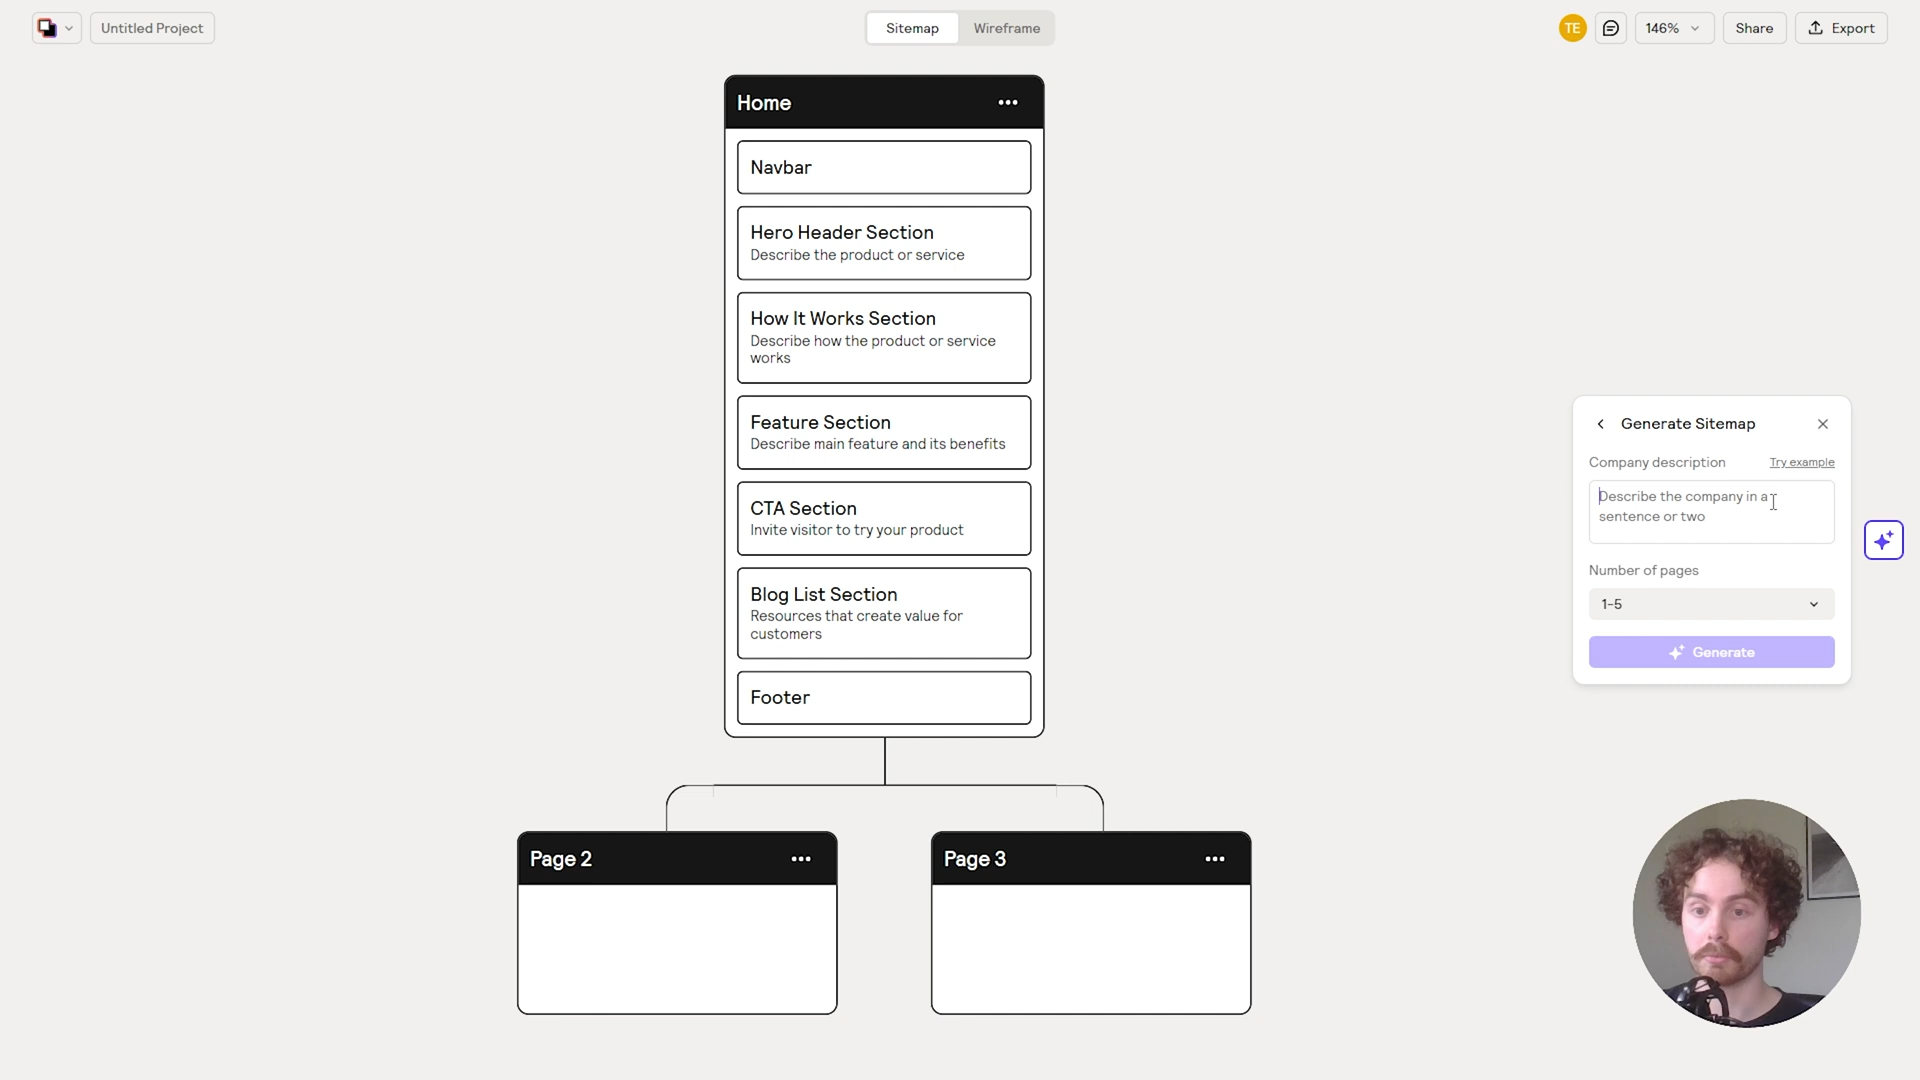 Untitled Project
Sitemap
Wireframe
TE
146%
Share
Export
Home
Navbar
Hero Header Section
Describe the product or service
How It Works Section
Describe how the product or service
works
Feature Section
Describe main feature and its benefits
CTA Section
Invite visitor to try your product
Blog List Section
Resources that create value for
customers
Footer
Page 2
Page 3
Generate Sitemap
Company description
Try example
Describe the company in a
sentence or two
Number of pages
1-5
Generate